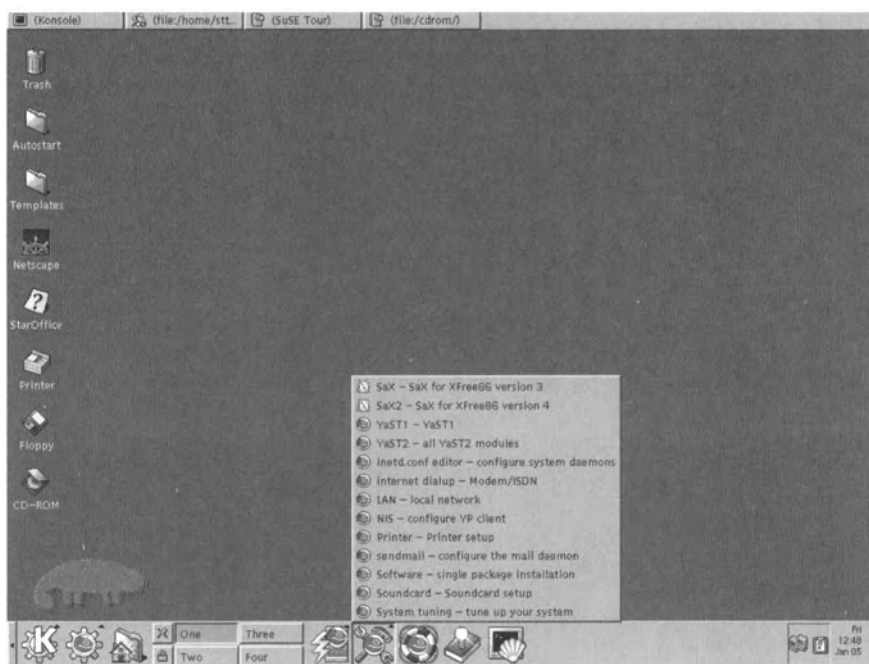 (Konsole)
(file:/home/stt...
(SuSE Tour)
(file:/cdrom/)
Trash
Autostart
Templates
Netscape
StarOffice
Printer
Floppy
CD-ROM
SaX - SaX for XFree86 version 3
SaX2 - SaX for XFree86 version 4
YaST1 - YaST1
YaST2 - all YaST2 modules
inetd.conf editor - configure system daemons
internet dialup - Modem/ISDN
LAN - local network
NIS - configure YP client
Printer - Printer setup
sendmail - configure the mail daemon
Software - single package installation
Soundcard - Soundcard setup
System tuning - tune up your system
K
One
Three
Two
Four
Fri
12:48
Jan 05